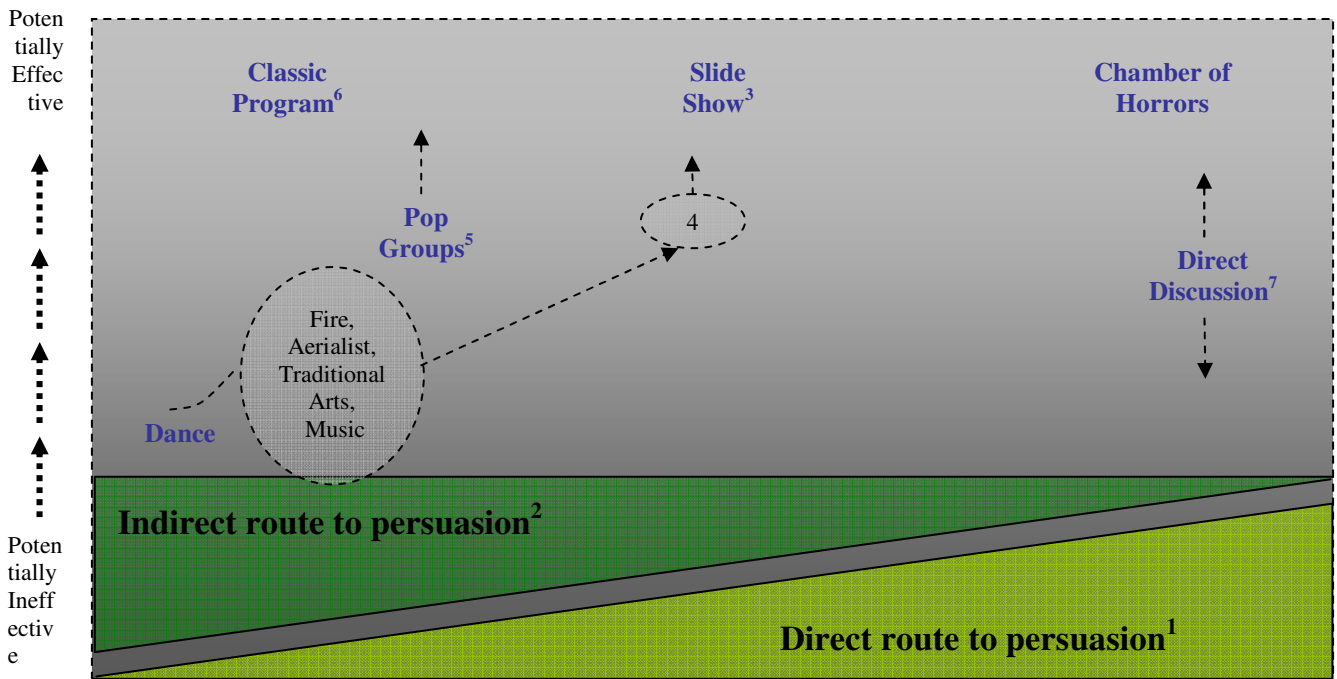 Poten
tially
Effec
tive
Classic
Program6
Slide
Show3
Chamber of
Horrors
4
Pop
Groups5
Direct
Discussion7
Fire,
Aerialist,
Traditional
Arts,
Music
Dance
Indirect route to persuasion2
Poten
tially
Ineff
ectiv
e
Direct route to persuasion1